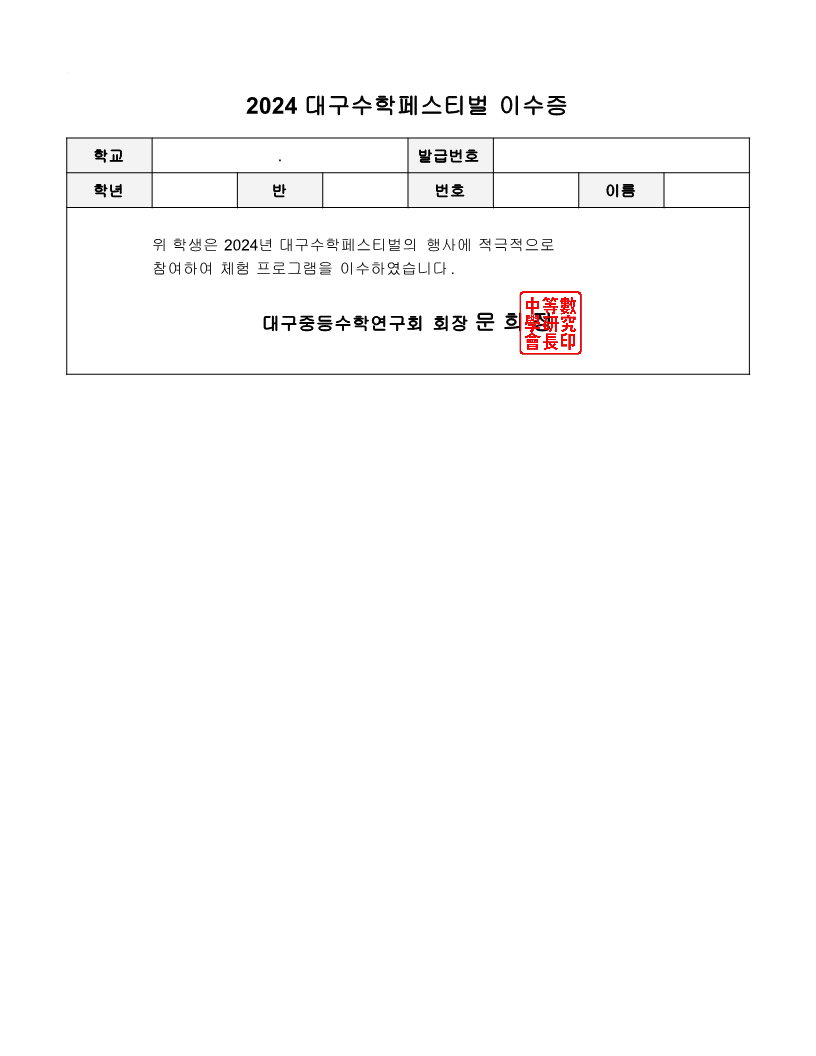 2024 대구수학페스티벌 이수증
학교 . 발급번호
학년 반 번호 이름
위 학생은 2024년 대구수학페스티벌의 행사에 적극적으로
참여하여 체험 프로그램을 이수하였습니다.
대구중등수학연구회 회장 문 희
中等數
學硏究
會長印